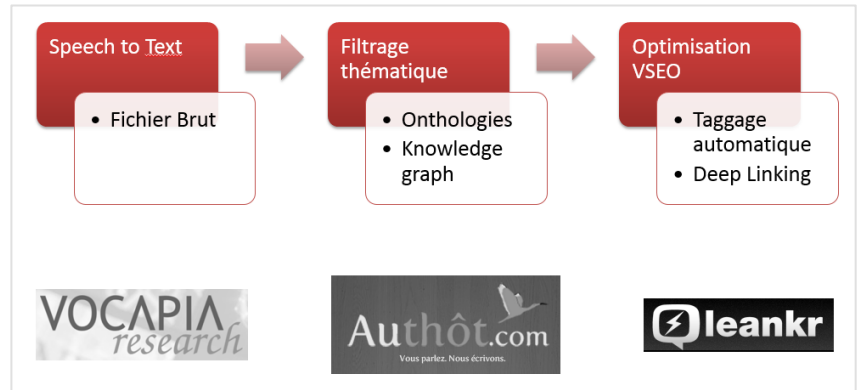 Speech to Text
• Fichier Brut
Filtrage
thématique
• Onthologies
• Knowledge
graph
Optimisation
VSEO
• Taggage
automatique
• Deep Linking
VOCAPIA
research
Authôt.com
Vous parlez. Nous écrivons.
leankr